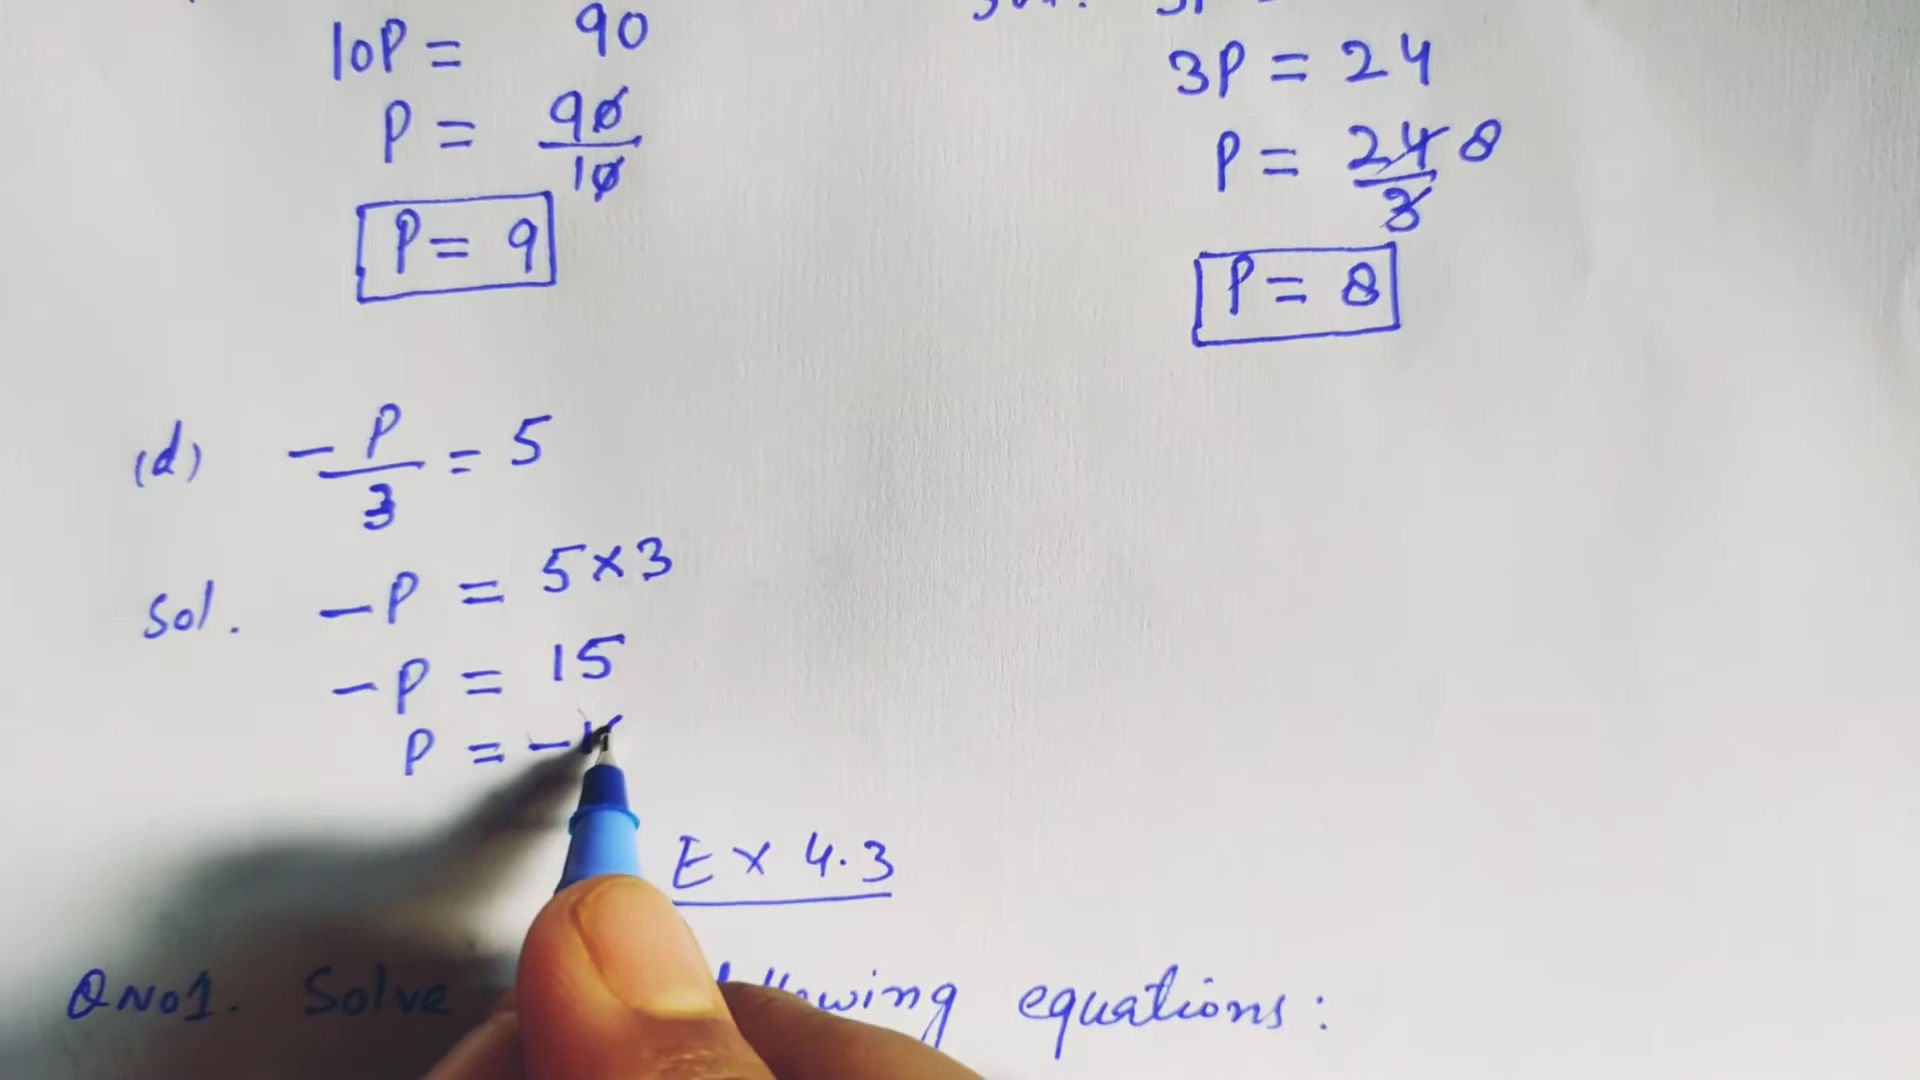 10P = 90
P = 90/10
P = 9
3P = 24
P = 24/3 8
P = 8
(d) -P/3 = 5
Sol. -P = 5×3
-P = 15
P = -1
Ex 4.3
QNo1. Solve equations: